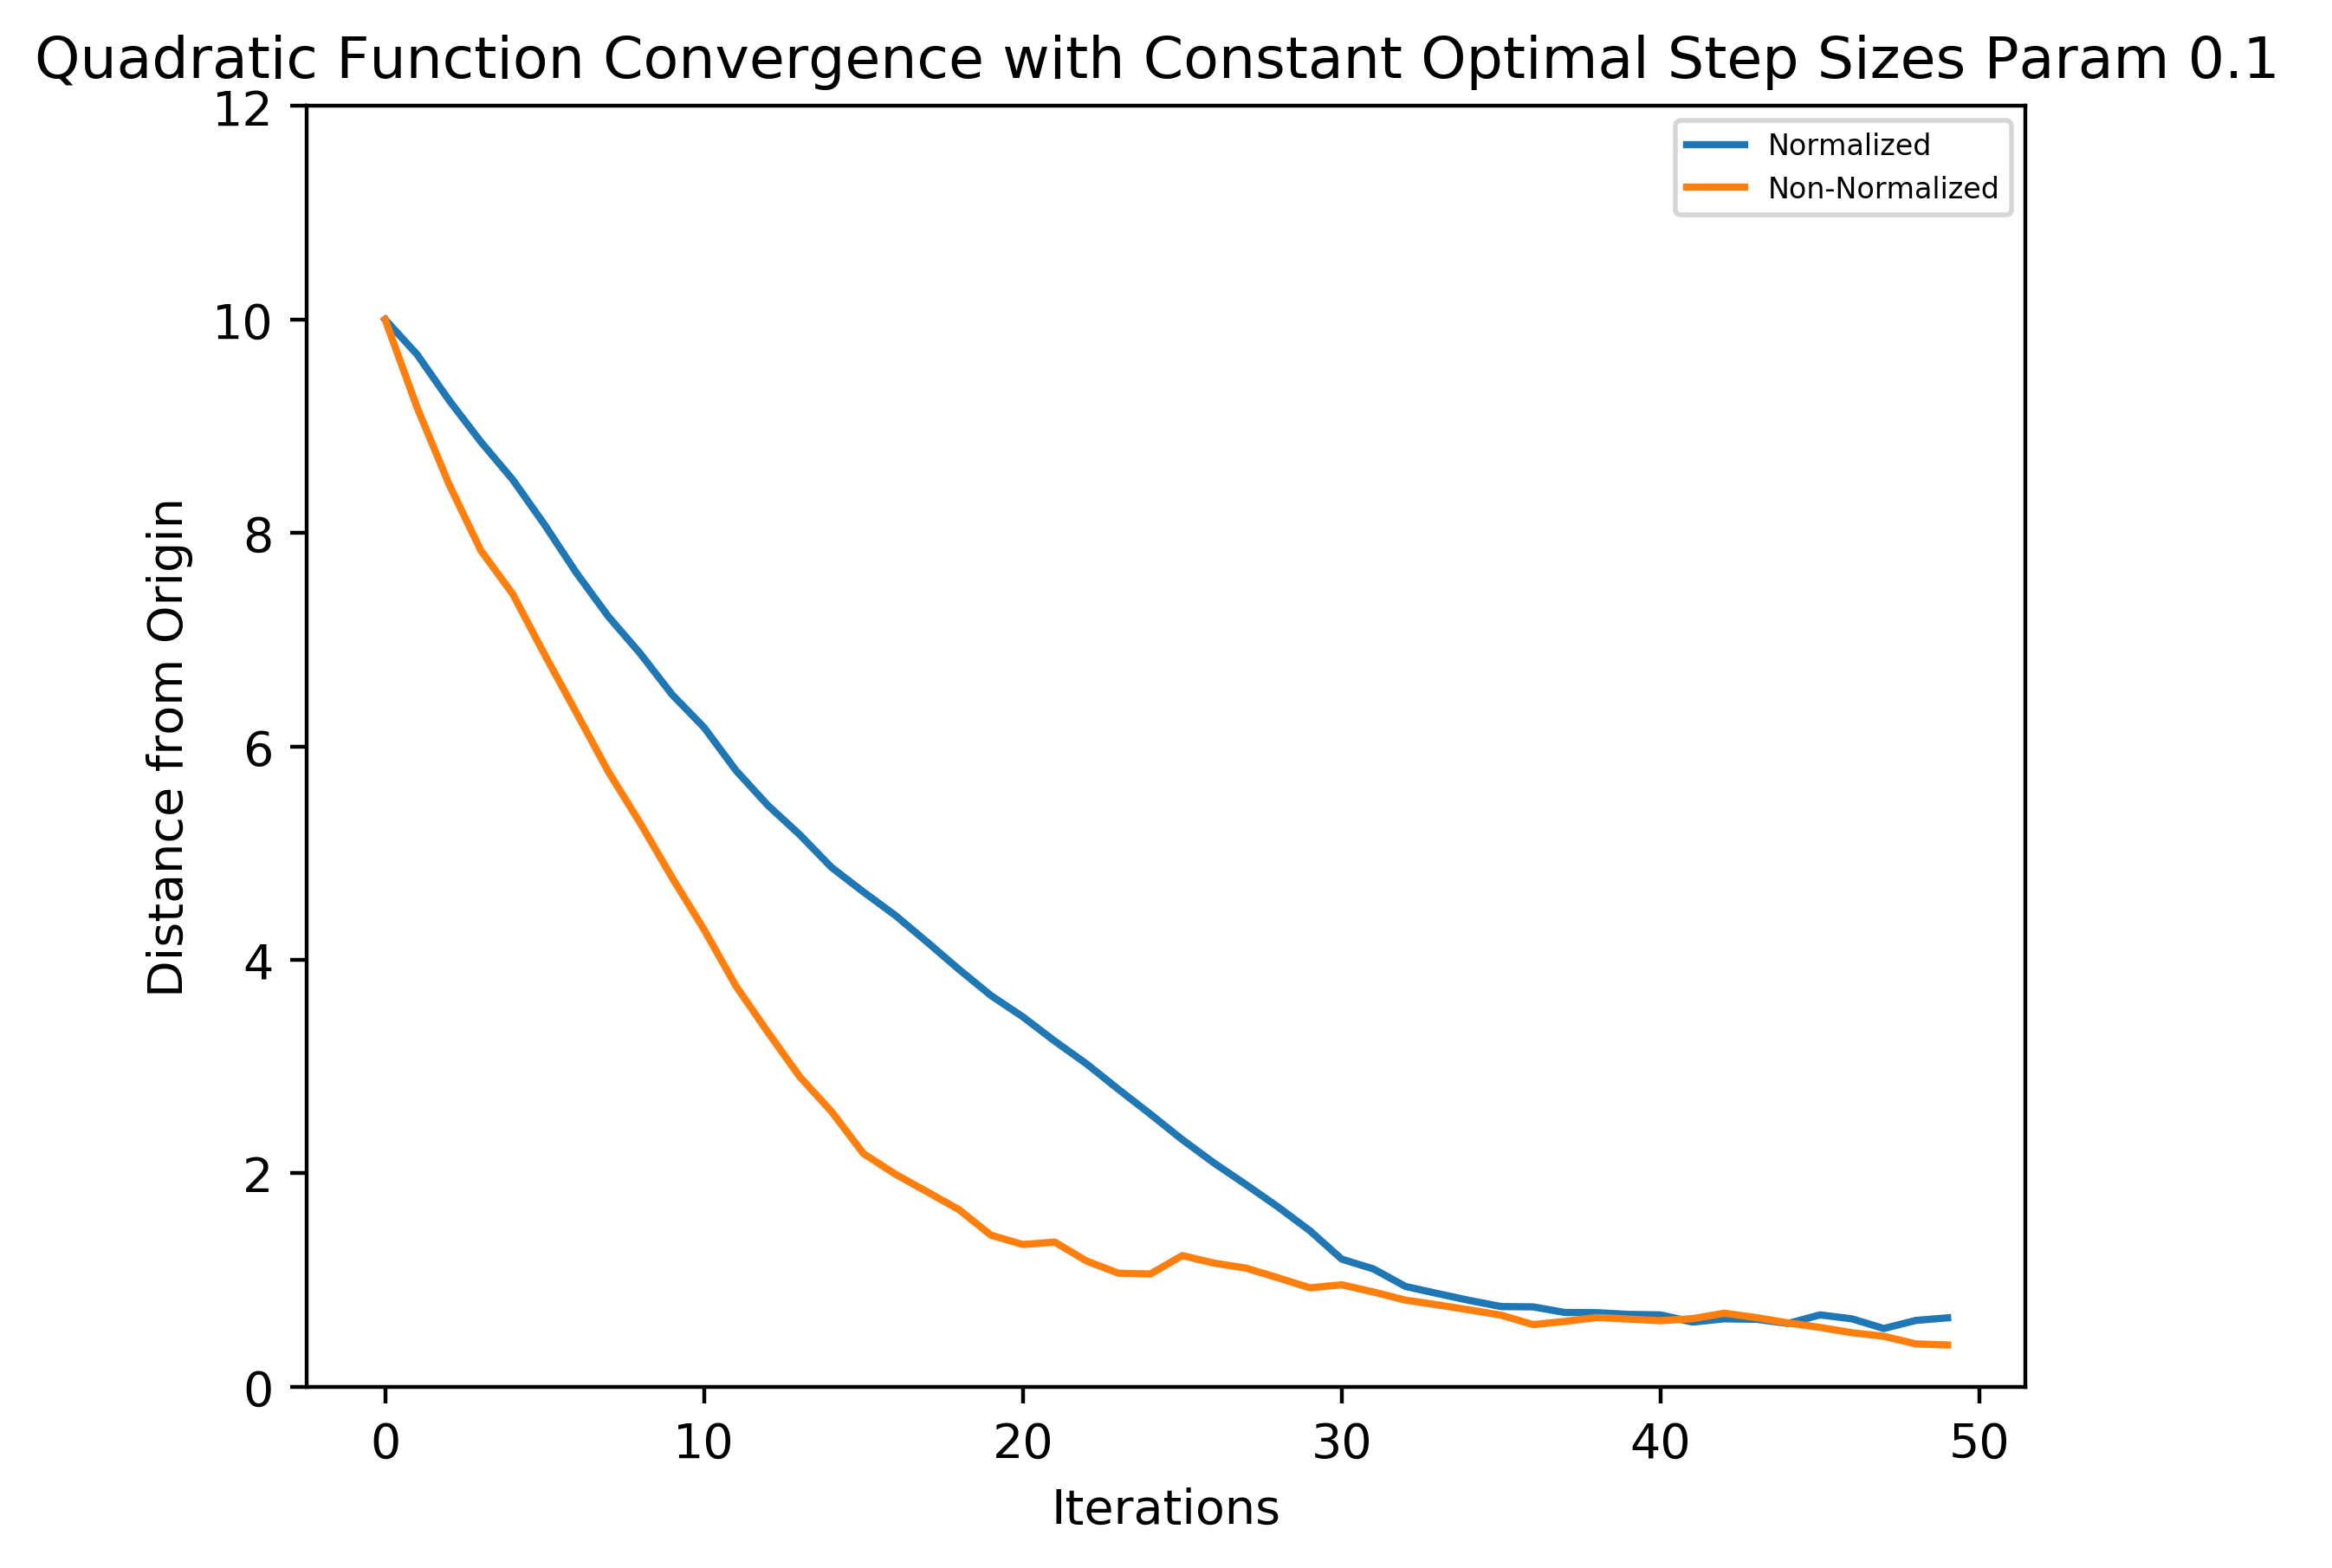 Quadratic Function Convergence with Constant Optimal Step Sizes Param 0.1
12
10
8
6
4
2
0
Distance from Origin
Normalized
Non-Normalized
0 10 20 30 40 50
Iterations